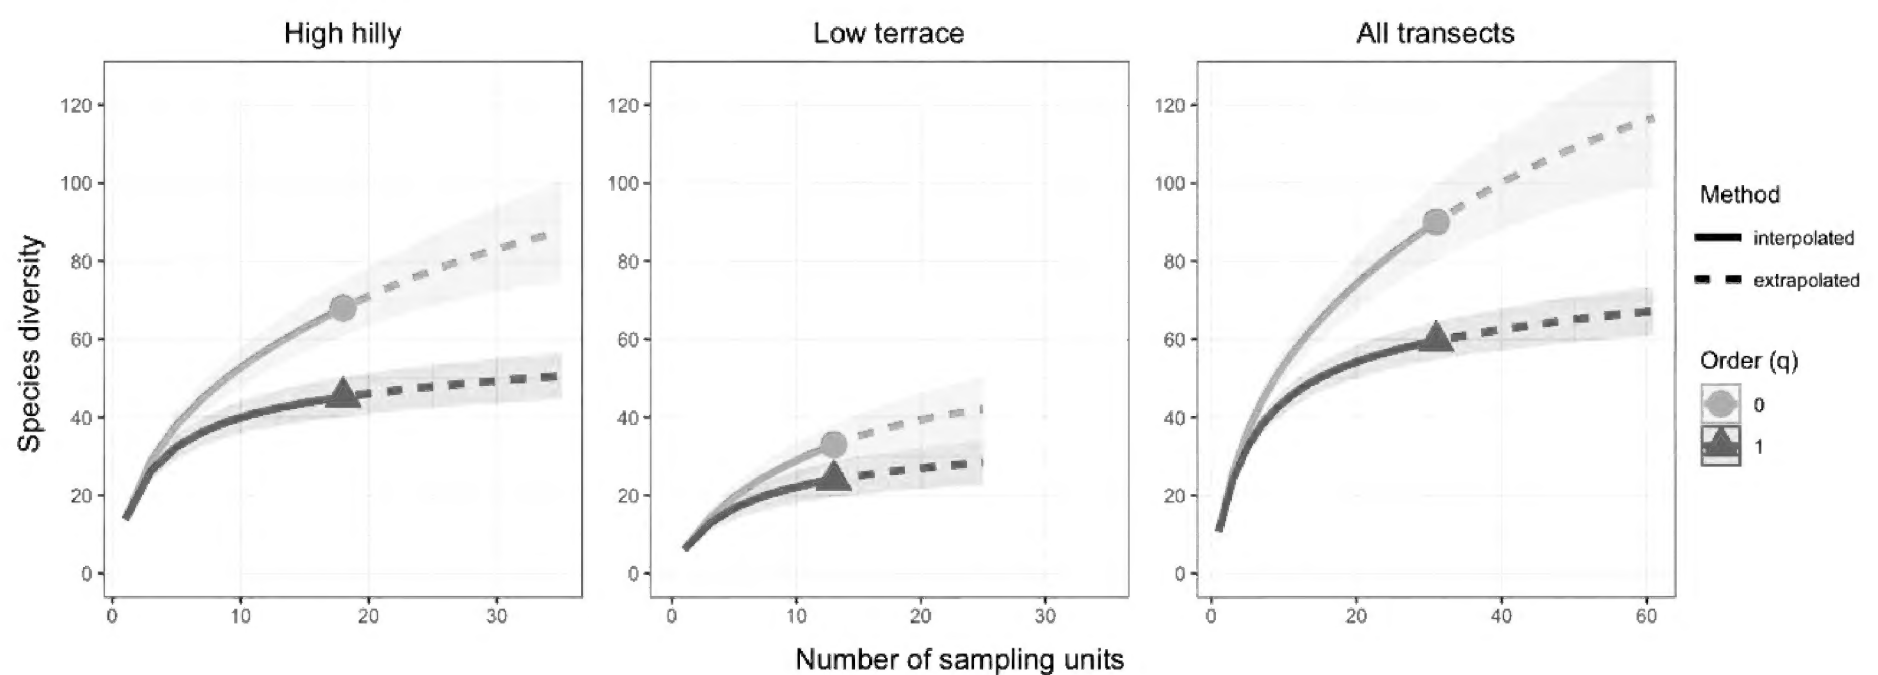 High hilly
Low terrace
All transects
Species diversity
120
100
80
60
40
20
0
0 10 20 30
120
100
80
60
40
20
0
0 10 20 30
120
100
80
60
40
20
0
0 20 40 60
Number of sampling units
Method
interpolated
extrapolated
Order (q)
0
1